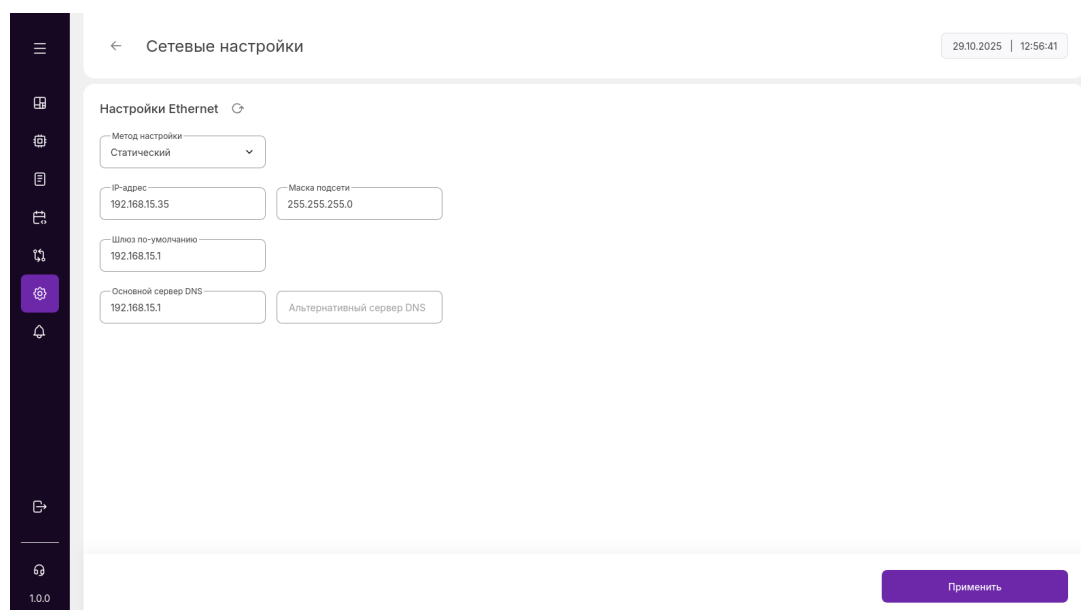 Сетевые настройки
29.10.2025 | 12:56:41
Настройки Ethernet
Метод настройки
Статический
IP-адрес
192.168.15.35
Маска подсети
255.255.255.0
Шлюз по-умолчанию
192.168.15.1
Основной сервер DNS
192.168.15.1
Альтернативный сервер DNS
Применить
1.0.0